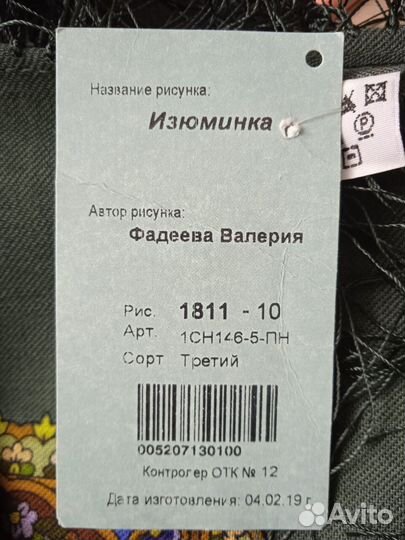 Название рисунка:
Изюминка
Автор рисунка:
Фадеева Валерия
Рис. 1811 - 10
Арт. 1СН146-5-ПН
Сорт Третий
005207130100
Контролер ОТК № 12
Дата изготовления: 04.02.19 г.
P
Avito